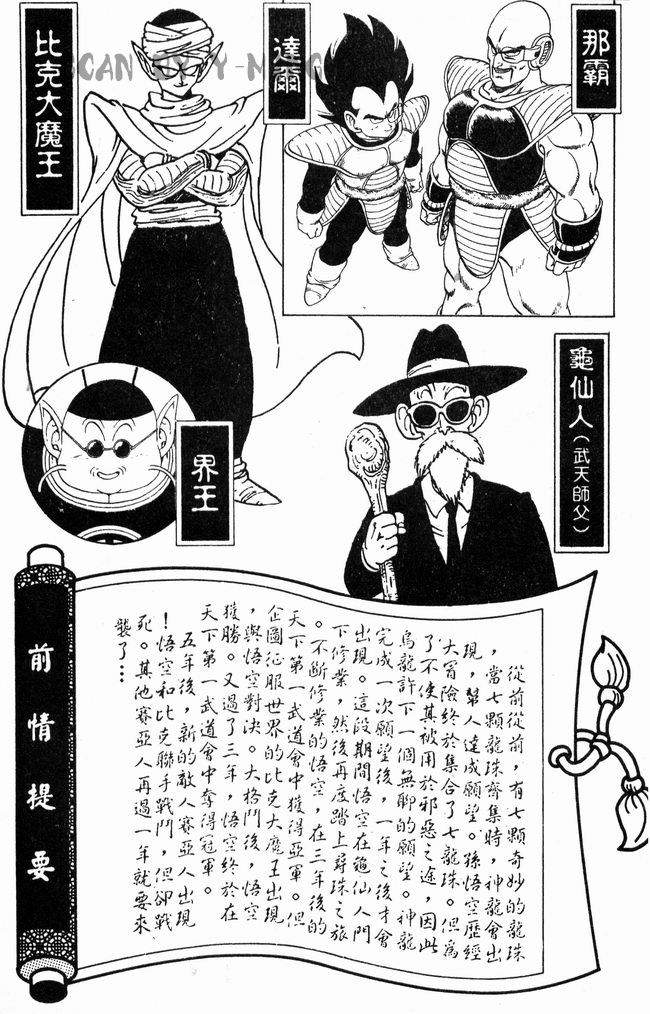 那霸
達爾
比克大魔王
SCAN
龜仙人(武天師父)
界王
前情提要
從前從前，有七顆奇妙的龍珠
，當七顆龍珠齊集時，神龍會出
現，幫人達成願望。孫悟空歷經
大冒險終於集合了七龍珠。但為
了不使其被用於邪惡之途，因此
烏龍許下一個無聊的願望。神龍
完成一次願望後，一年之後才會
出現。這段期間悟空在龜仙人門
下修業，然後再度踏上尋珠之旅
。不斷修業的悟空，在三年後的
天下第一武道會中獲得亞軍。但
企圖征服世界的比克大魔王出現
，與悟空對決。大格鬥後，悟空
獲勝。又過了三年，悟空終於在
天下第一武道會中奪得冠軍。
五年後，新的敵人賽亞人出現
！悟空和比克聯手戰鬥，但卻戰
死。其他賽亞人再過一年就要來
襲了…